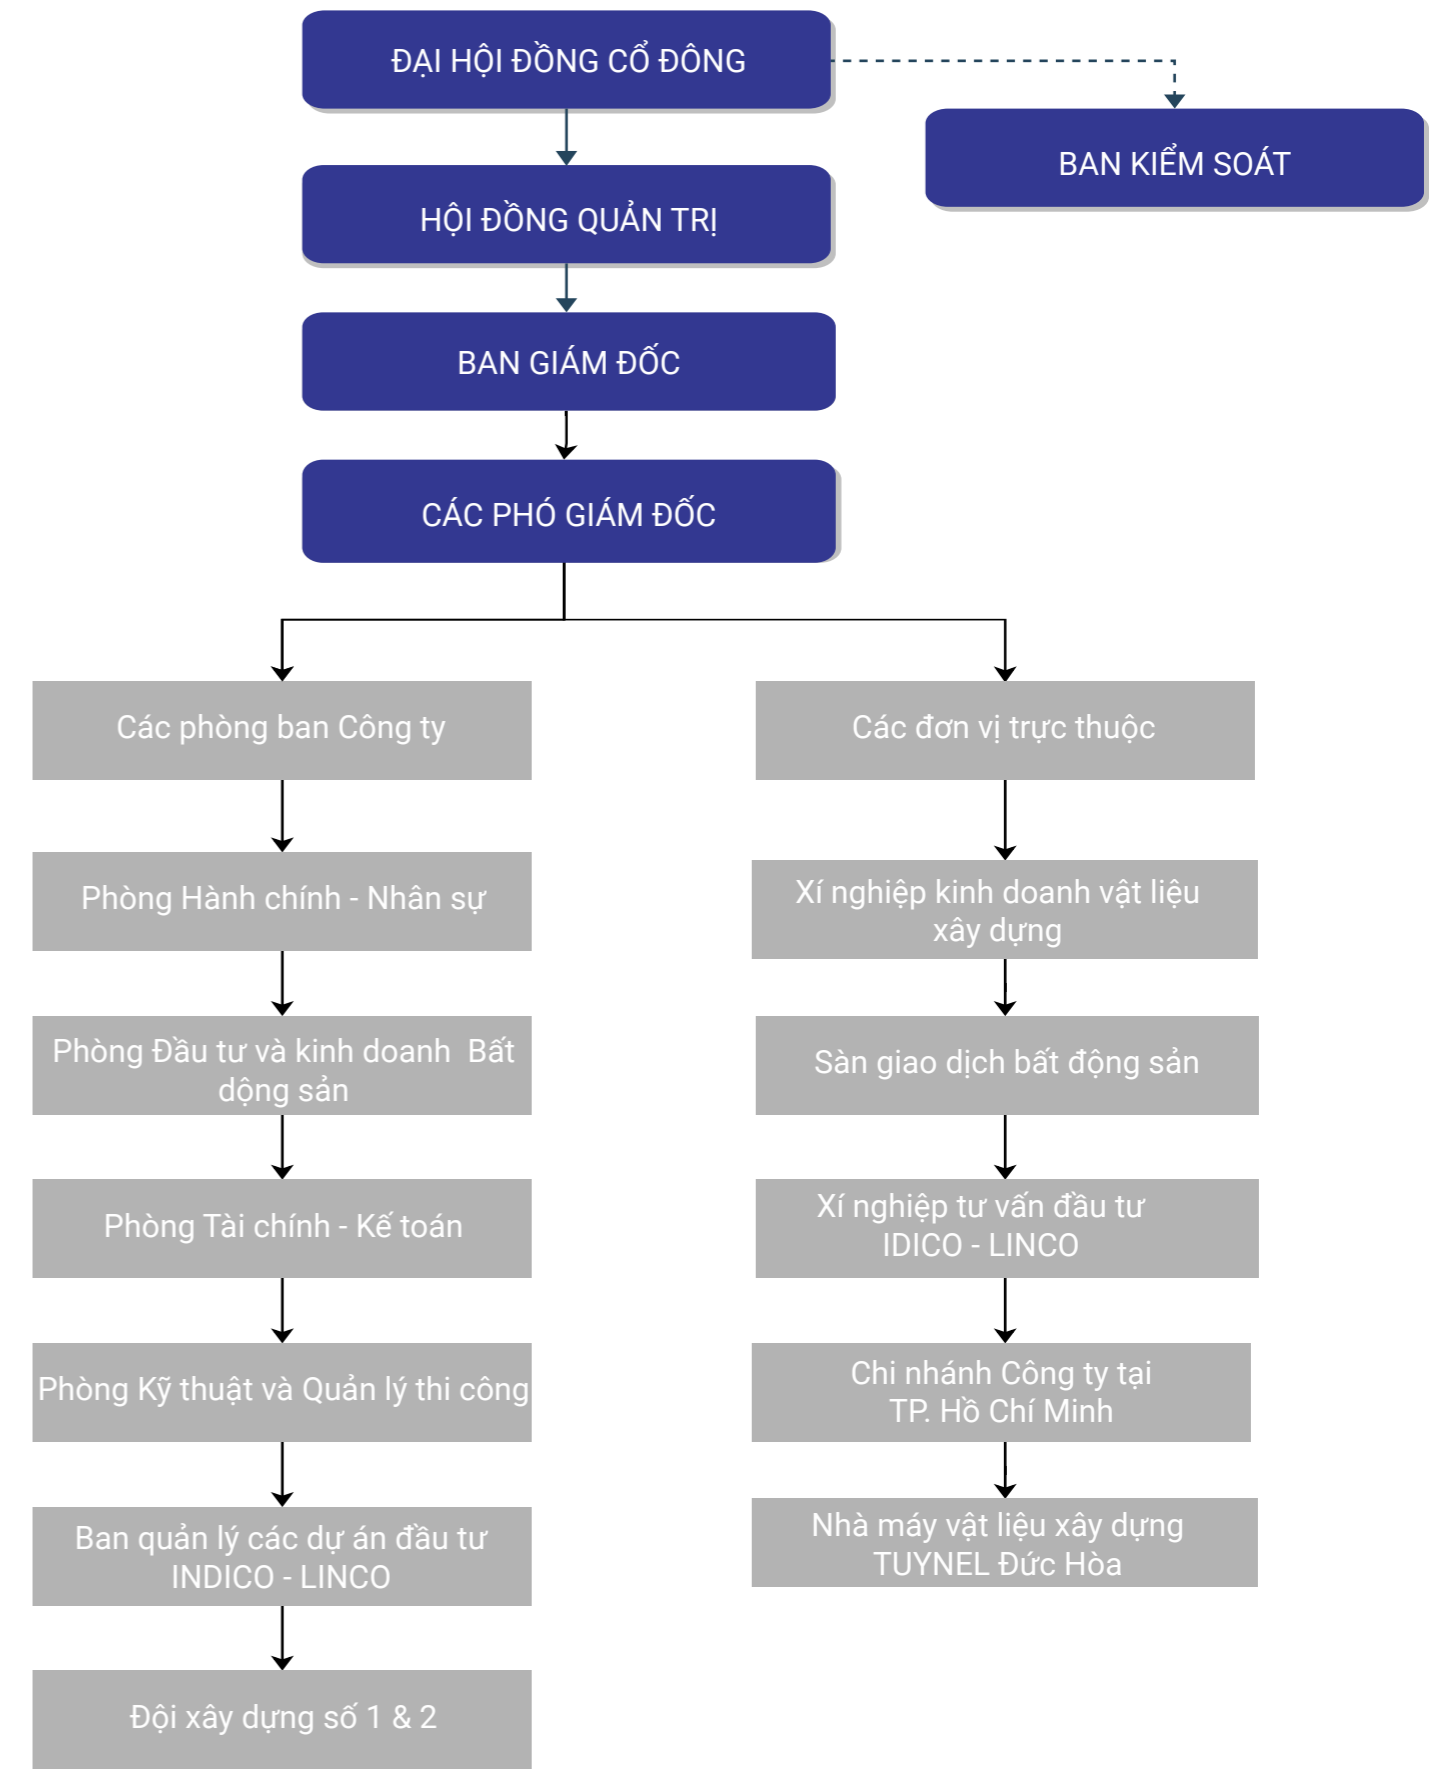 ĐẠI HỘI ĐỒNG CỔ ĐÔNG
BAN KIỂM SOÁT
HỘI ĐỒNG QUẢN TRỊ
BAN GIÁM ĐỐC
CÁC PHÓ GIÁM ĐỐC
Các phòng ban Công ty
Phòng Hành chính - Nhân sự
Phòng Đầu tư và kinh doanh  Bất
dộng sản
Phòng Tài chính - Kế toán
Phòng Kỹ thuật và Quản lý thi công
Ban quản lý các dự án đầu tư
INDICO - LINCO
Đội xây dựng số 1 & 2
Các đơn vị trực thuộc
Xí nghiệp kinh doanh vật liệu
xây dựng
Sàn giao dịch bất động sản
Xí nghiệp tư vấn đầu tư
IDICO - LINCO
Chi nhánh Công ty tại
TP. Hồ Chí Minh
Nhà máy vật liệu xây dựng
TUYNEL Đức Hòa